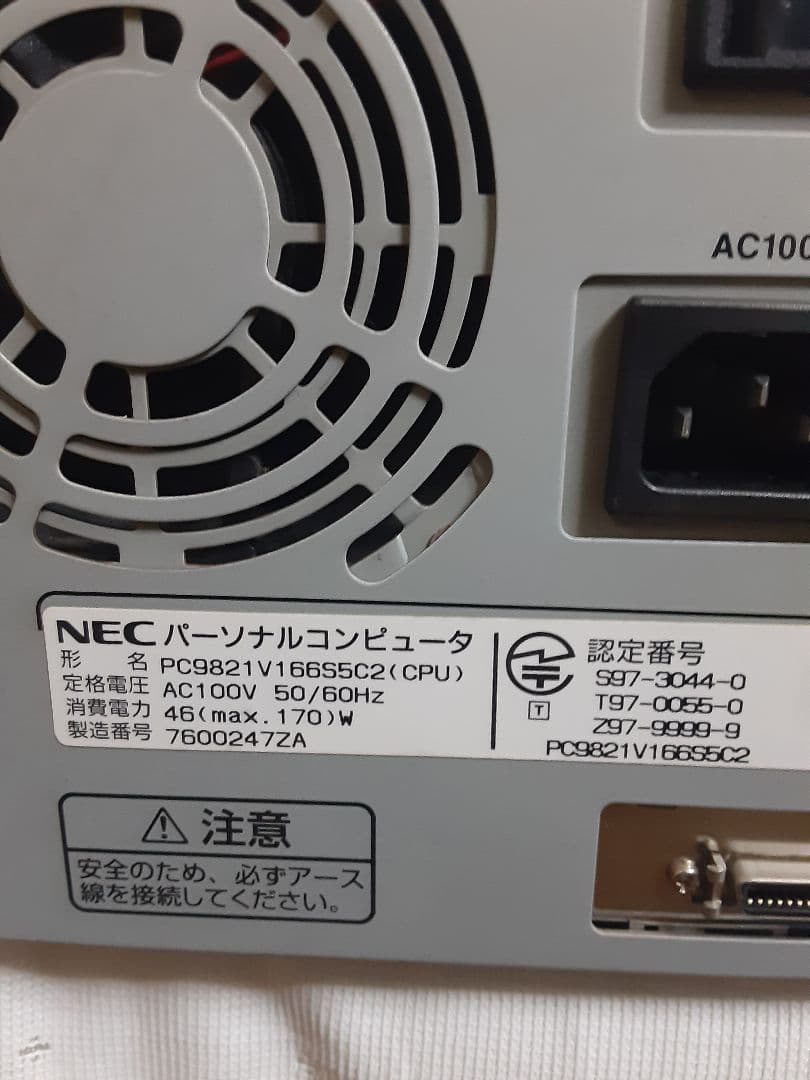 AC100
NEC パーソナルコンピュータ
形名 PC9821V166S5C2(CPU)
定格電圧 AC100V 50/60Hz
消費電力 46(max.170)W
製造番号 7600247ZA
認定番号
S97-3044-0
T97-0055-0
Z97-9999-9
PC9821V166S5C2
T
⚠ 注意
安全のため、必ずアース
線を接続してください。